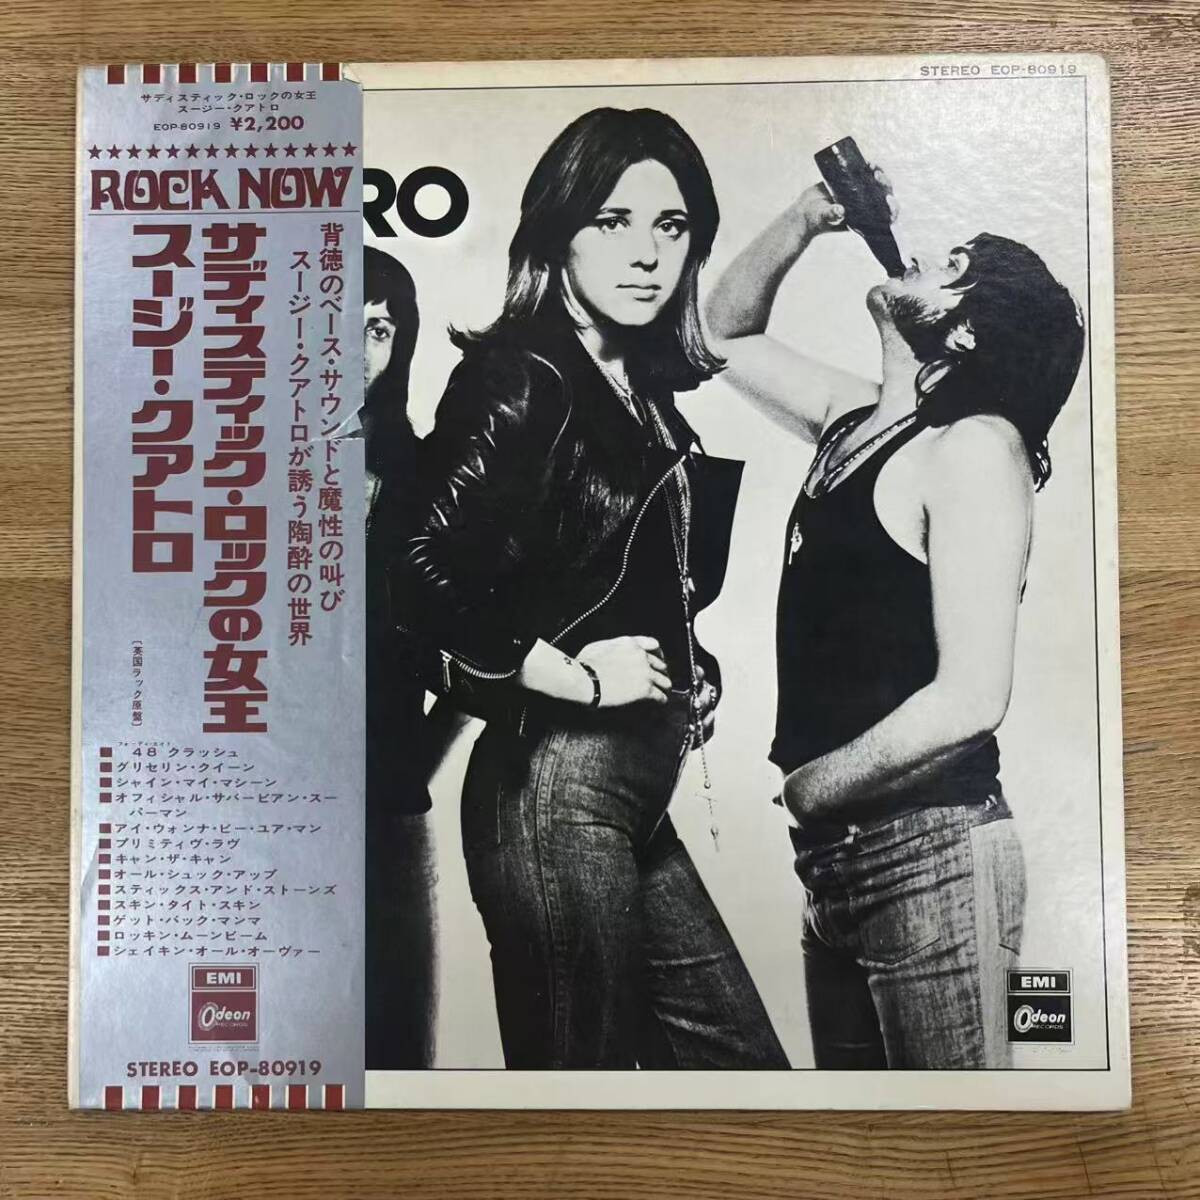 STEREO EOP-80919
サディスティック・ロックの女王
スージー・クアトロ
EOP-80919 ¥2,200
ROCK NOW
RO
背徳のベース・サウンドと魔性の叫び
スージー・クアトロが誘う陶酔の世界
サディスティック・ロックの女王
スージー・クアトロ
〔英国ラック原盤〕
フォーティ・エイト
■ 48 クラッシュ
■ グリセリン・クイーン
■ シャイン・マイ・マシーン
■ オフィシャル・サバービアン・スー
パーマン
■ アイ・ウォンナ・ビー・ユア・マン
■ プリミティヴ・ラヴ
■ キャン・ザ・キャン
■ オール・シュック・アップ
■ スティックス・アンド・ストーンズ
■ スキン・タイト・スキン
■ ゲット・バック・マンマ
■ ロッキン・ムーンビーム
■ シェイキン・オール・オーヴァー
EMI
Odeon
RECORDS
STEREO EOP-80919
EMI
Odeon
RECORDS